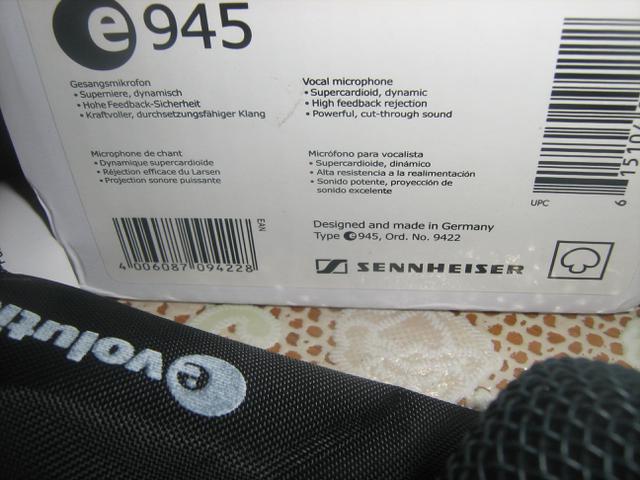 e 945
Gesangsmikrofon
• Superniere, dynamisch
• Hohe Feedback-Sicherheit
• Kraftvoller, durchsetzungsfähiger Klang
Vocal microphone
• Supercardioid, dynamic
• High feedback rejection
• Powerful, cut-through sound
Microphone de chant
• Dynamique supercardioïde
• Réjection efficace du Larsen
• Projection sonore puissante
Micrófono para vocalista
• Supercardioide, dinámico
• Alta resistencia a la realimentación
• Sonido potente, proyección de
sonido excelente
UPC
EAN
4 006087 094228
Designed and made in Germany
Type e945, Ord. No. 9422
SENNHEISER
evoluti